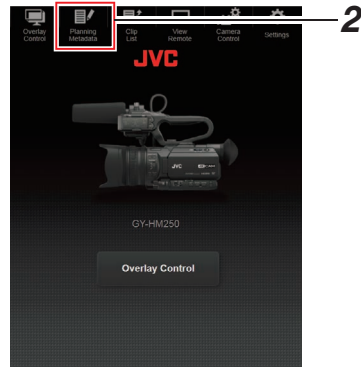 Overlay
Control
Planning
Metadata
Clip
List
View
Remote
Camera
Control
Settings
2
JVC
JVC
GY-HM250
Overlay Control